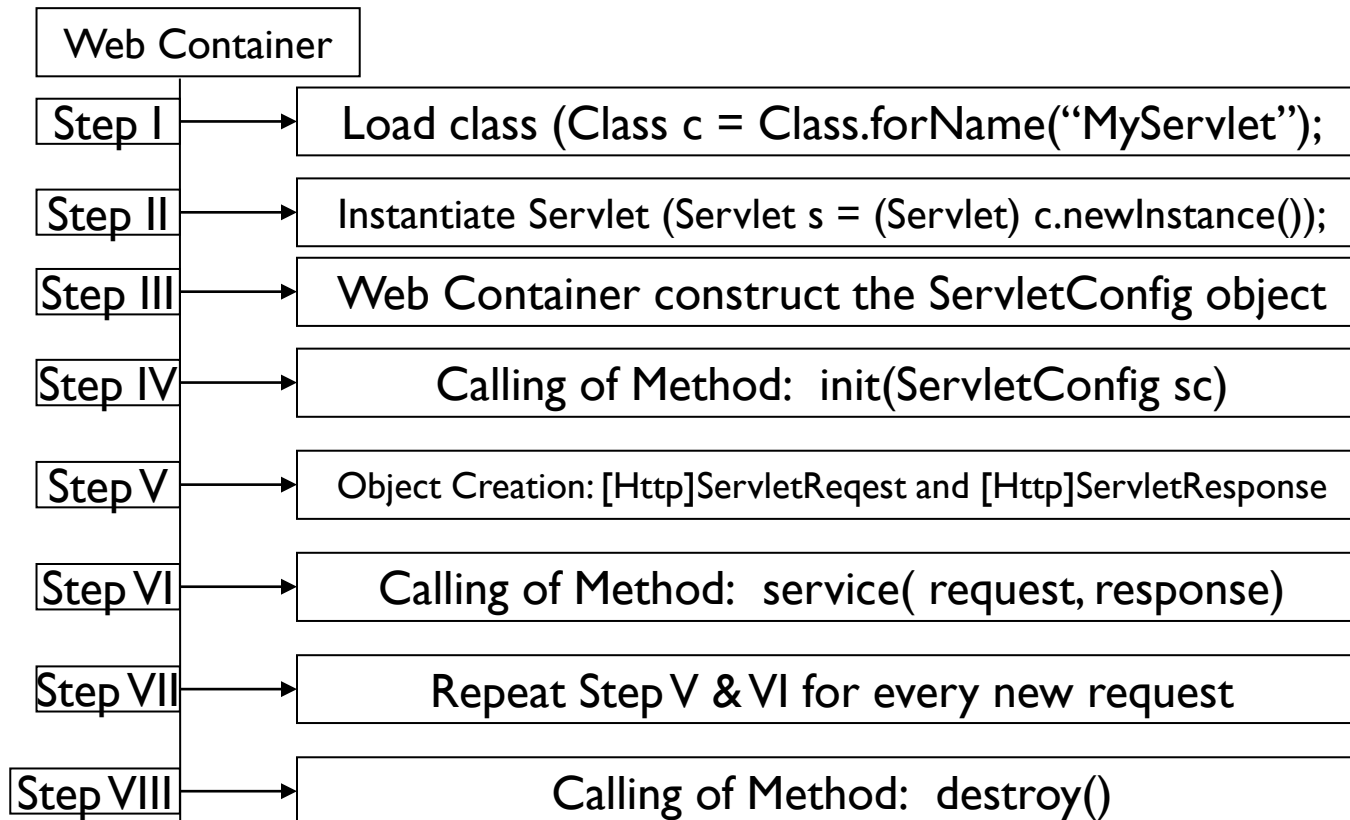 Web Container
Step I
Load class (Class c = Class.forName(“MyServlet”);
Step II
Instantiate Servlet (Servlet s = (Servlet) c.newInstance());
Step III
Web Container construct the ServletConfig object
Step IV
Calling of Method: init(ServletConfig sc)
Step V
Object Creation: [Http]ServletReqest and [Http]ServletResponse
Step VI
Calling of Method: service( request, response)
Step VII
Repeat Step V & VI for every new request
Step VIII
Calling of Method: destroy()